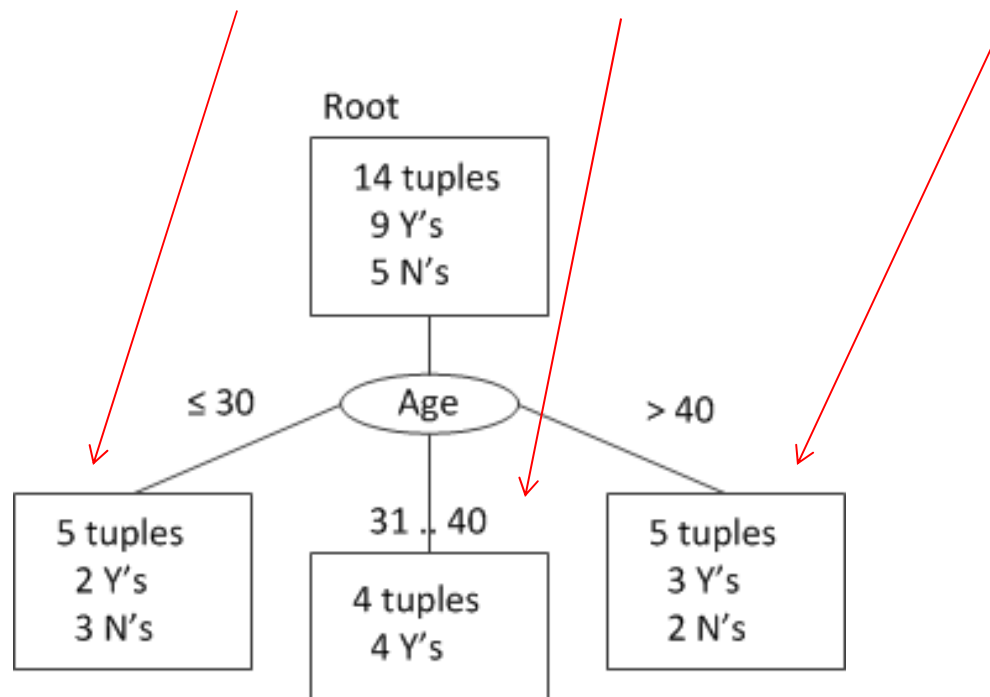 Root
14 tuples
9 Y’s
5 N’s
≤ 30
Age
> 40
5 tuples
2 Y’s
3 N’s
31 .. 40
4 tuples
4 Y’s
5 tuples
3 Y’s
2 N’s